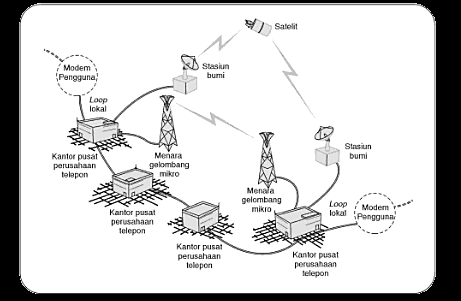 Satelit
Stasiun
bumi
Modem
Pengguna
Loop
lokal
Kantor pusat
perusahaan
telepon
Menara
gelombang
mikro
Stasiun
bumi
Menara
gelombang
mikro
Kantor pusat
perusahaan
telepon
Loop
lokal
Modem
Pengguna
Kantor pusat
perusahaan
telepon
Kantor pusat
perusahaan
telepon